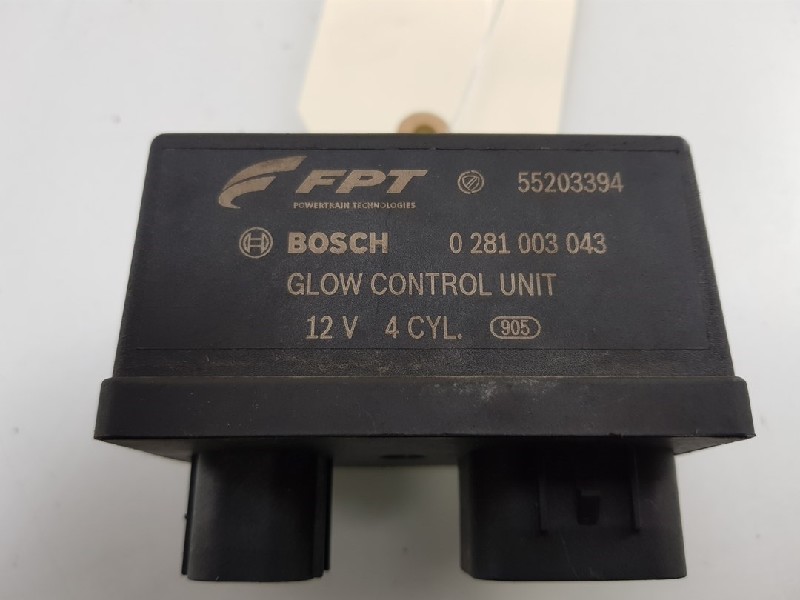 FPT 55203394
POWERTRAIN TECHNOLOGIES
BOSCH 0 281 003 043
GLOW CONTROL UNIT
12 V 4 CYL. 905